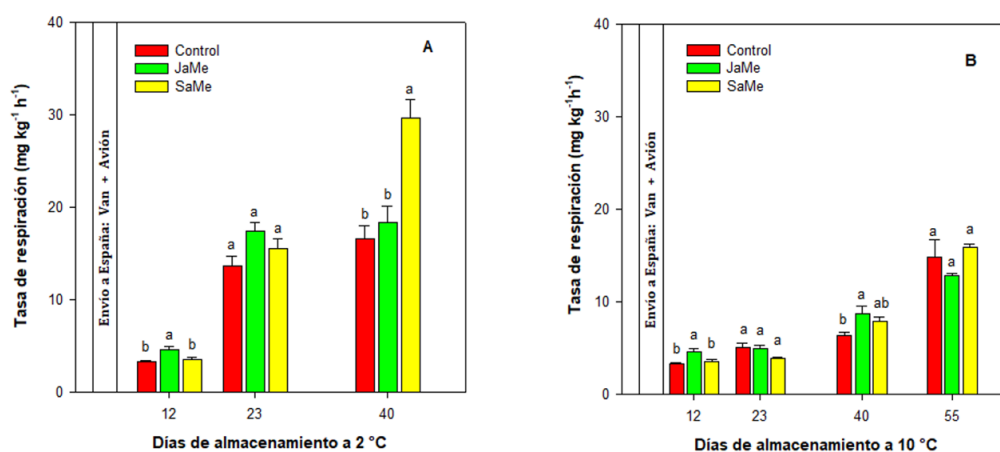 40
30
20
10
0
Tasa de respiración (mg kg⁻¹h⁻¹)
Envío a España: Van + Avión
Control
JaMe
SaMe
A
b
a
b
a
a
a
b
b
a
12
23
40
Días de almacenamiento a 2 °C
40
30
20
10
0
Tasa de respiración (mg kg⁻¹h⁻¹)
Envío a España: Van + Avión
Control
JaMe
SaMe
B
b
a
b
a
a
a
b
a
ab
a
a
a
12
23
40
55
Días de almacenamiento a 10 °C